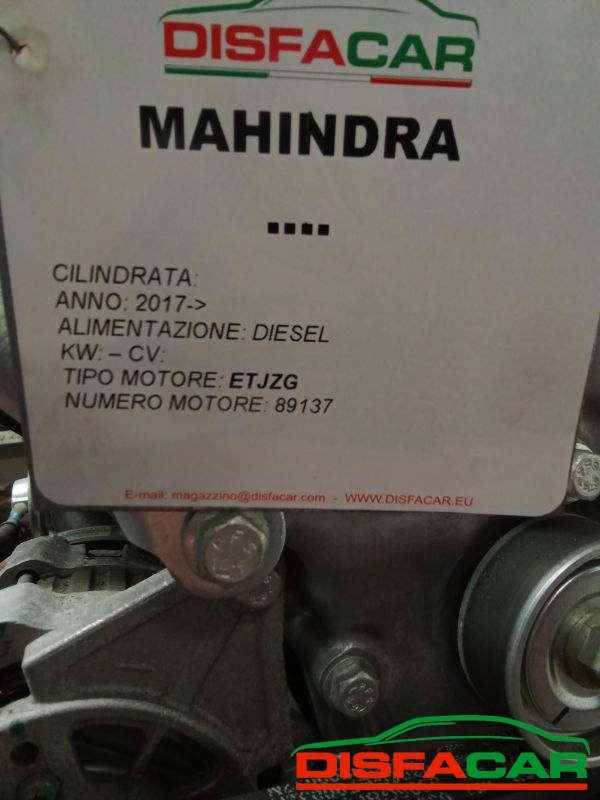 DISFACAR
MAHINDRA
....
CILINDRATA:
ANNO: 2017->
ALIMENTAZIONE: DIESEL
KW: – CV:
TIPO MOTORE: ETJZG
NUMERO MOTORE: 89137
E-mail: magazzino@disfacar.com - WWW.DISFACAR.EU
DISFACAR